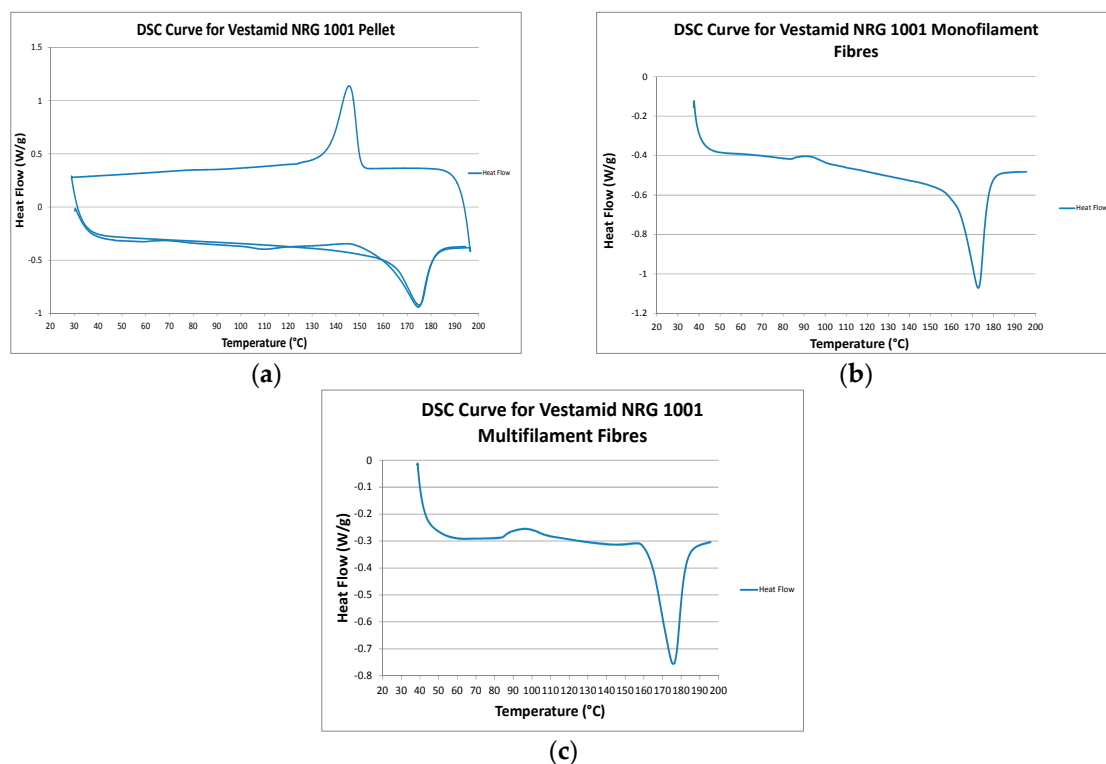 DSC Curve for Vestamid NRG 1001 Pellet
1.5
1
0.5
0
-0.5
-1
Heat Flow (W/g)
20 30 40 50 60 70 80 90 100 110 120 130 140 150 160 170 180 190 200
Temperature (°C)
Heat Flow
(a)
DSC Curve for Vestamid NRG 1001 Monofilament
Fibres
0
-0.2
-0.4
-0.6
-0.8
-1
-1.2
Heat Flow (W/g)
20 30 40 50 60 70 80 90 100 110 120 130 140 150 160 170 180 190 200
Temperature (°C)
Heat Flow
(b)
DSC Curve for Vestamid NRG 1001
Multifilament Fibres
0
-0.1
-0.2
-0.3
-0.4
-0.5
-0.6
-0.7
-0.8
Heat Flow (W/g)
20 30 40 50 60 70 80 90 100 110 120 130 140 150 160 170 180 190 200
Temperature (°C)
Heat Flow
(c)